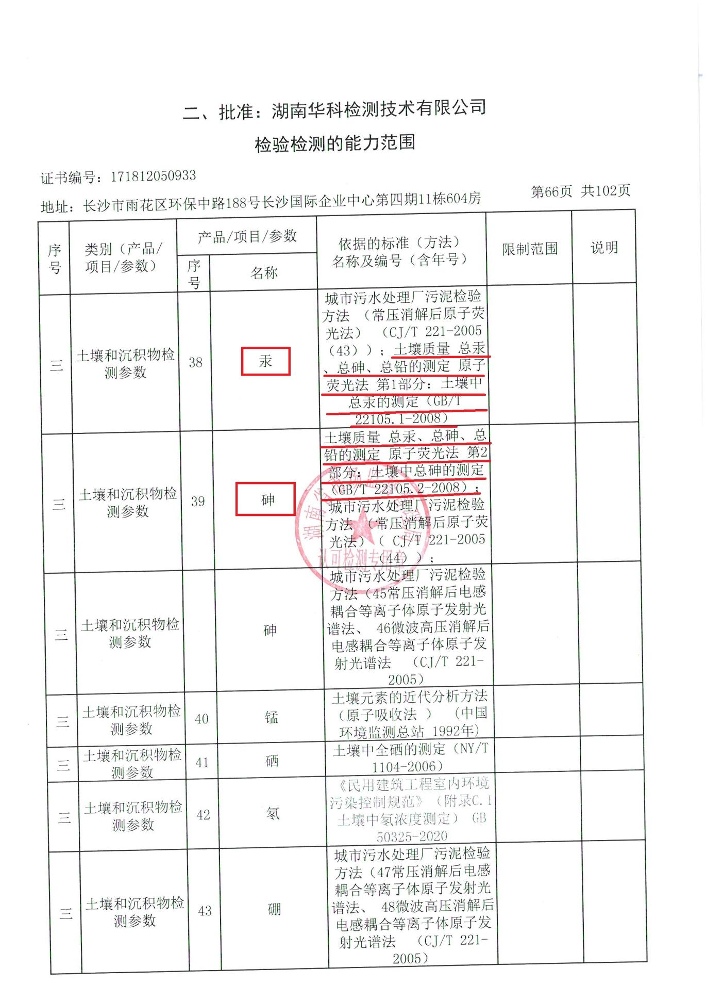 二、批准：湖南华科检测技术有限公司
检验检测的能力范围
证书编号：171812050933
地址：长沙市雨花区环保中路188号长沙国际企业中心第四期11栋604房
第66页 共102页
序
号
类别（产品/
项目/参数）
产品/项目/参数
序
号
名称
依据的标准（方法）
名称及编号（含年号）
限制范围
说明
三
土壤和沉积物检
测参数
38
汞
城市污水处理厂污泥检验
方法 （常压消解后原子荧
光法） （CJ/T 221-2005
（43））；土壤质量 总汞
、总砷、总铅的测定 原子
荧光法 第1部分：土壤中
总汞的测定（GB/T
22105.1-2008）
三
土壤和沉积物检
测参数
39
砷
土壤质量 总汞、总砷、总
铅的测定 原子荧光法 第2
部分：土壤中总砷的测定
（GB/T 22105.2-2008）；
城市污水处理厂污泥检验
方法 （常压消解后原子荧
光法）（ CJ/T 221-2005
（44））；
湖南省市场监督管理局
认可检测专用章
三
土壤和沉积物检
测参数
砷
城市污水处理厂污泥检验
方法（45常压消解后电感
耦合等离子体原子发射光
谱法、 46微波高压消解后
电感耦合等离子体原子发
射光谱法 （CJ/T 221-
2005）
三
土壤和沉积物检
测参数
40
锰
土壤元素的近代分析方法
（原子吸收法 ） （中国
环境监测总站 1992年）
三
土壤和沉积物检
测参数
41
硒
土壤中全硒的测定（NY/T
1104-2006）
三
土壤和沉积物检
测参数
42
氡
《民用建筑工程室内环境
污染控制规范》（附录C.1
土壤中氡浓度测定） GB
50325-2020
三
土壤和沉积物检
测参数
43
硼
城市污水处理厂污泥检验
方法（47常压消解后电感
耦合等离子体原子发射光
谱法、 48微波高压消解后
电感耦合等离子体原子发
射光谱法 （CJ/T 221-
2005）